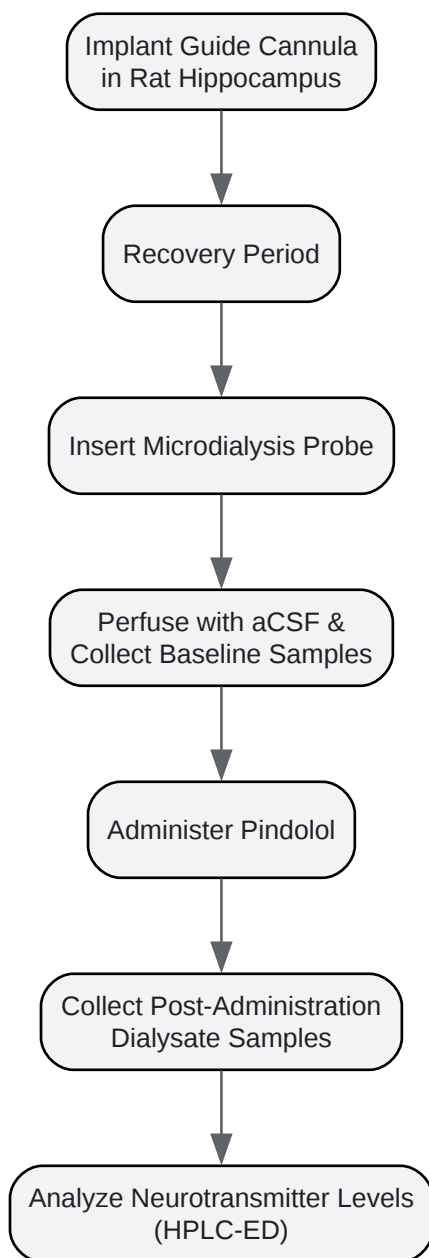 Implant Guide Cannula
in Rat Hippocampus
Recovery Period
Insert Microdialysis Probe
Perfuse with aCSF &
Collect Baseline Samples
Administer Pindolol
Collect Post-Administration
Dialysate Samples
Analyze Neurotransmitter Levels
(HPLC-ED)